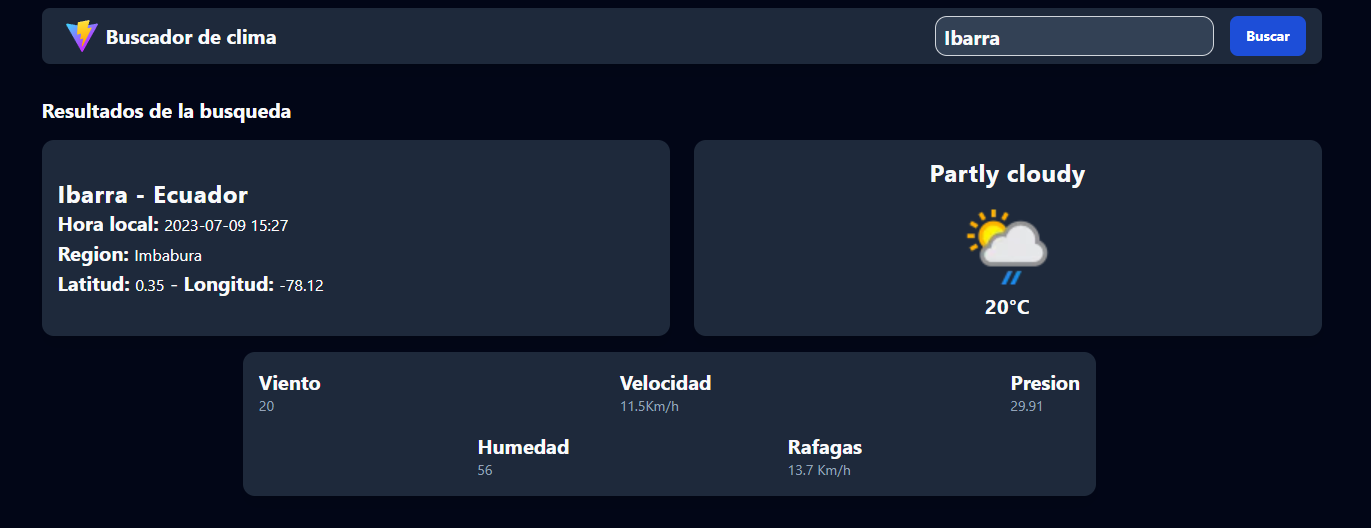 Buscador de clima
Ibarra
Buscar
Resultados de la busqueda
Ibarra - Ecuador
Hora local: 2023-07-09 15:27
Region: Imbabura
Latitud: 0.35 - Longitud: -78.12
Partly cloudy
20°C
Viento
20
Velocidad
11.5Km/h
Presion
29.91
Humedad
56
Rafagas
13.7 Km/h